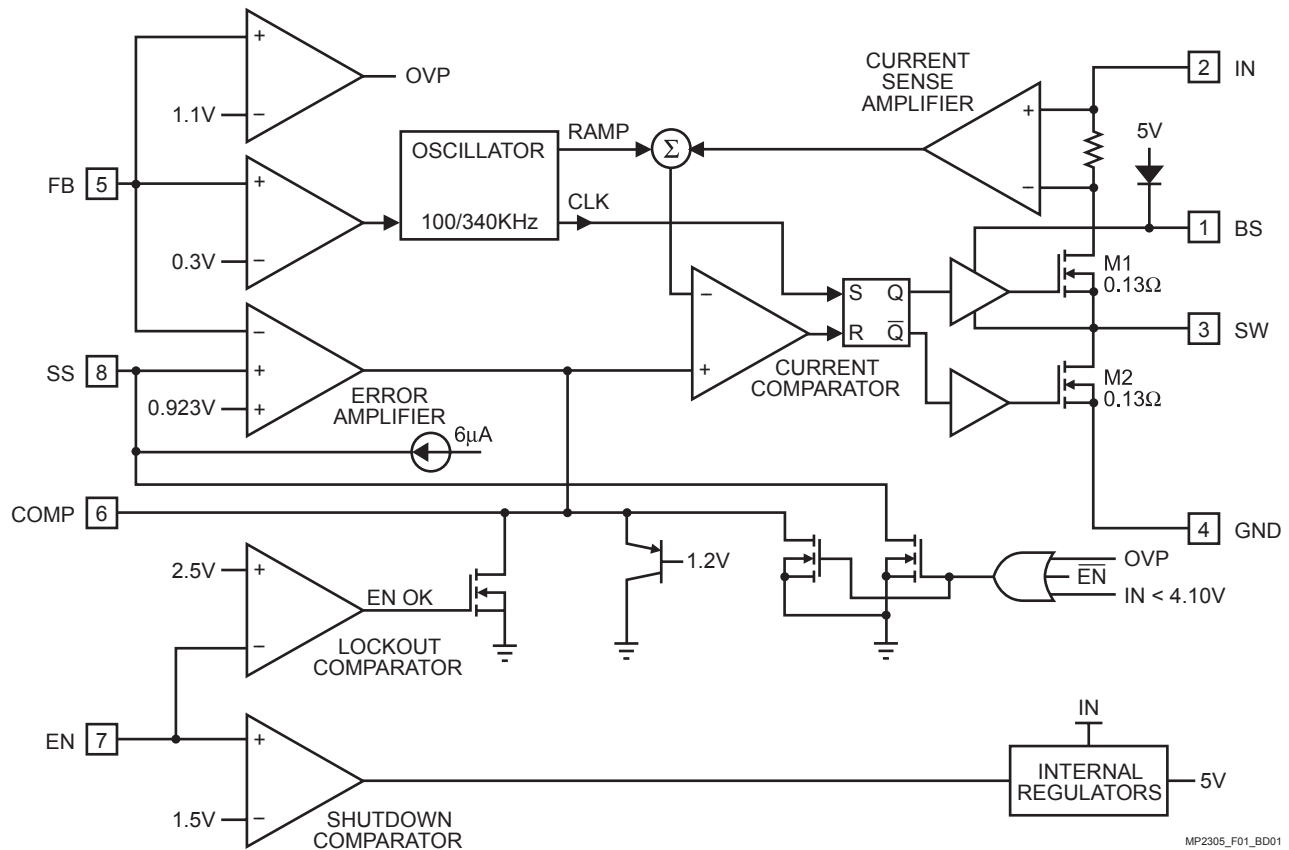 +
OVP
1.1V
−
CURRENT
SENSE
AMPLIFIER
2
IN
+
−
5V
OSCILLATOR
100/340KHz
RAMP
Σ
CLK
FB
5
+
0.3V
−
1
BS
M1
0.13Ω
−
+
S
Q
R
Q̅
CURRENT
COMPARATOR
3
SW
M2
0.13Ω
SS
8
−
+
0.923V
+
ERROR
AMPLIFIER
6μA
COMP
6
4
GND
2.5V
+
−
EN OK
LOCKOUT
COMPARATOR
1.2V
OVP
E̅N̅
IN < 4.10V
EN
7
+
1.5V
−
SHUTDOWN
COMPARATOR
IN
INTERNAL
REGULATORS
5V
MP2305_F01_BD01